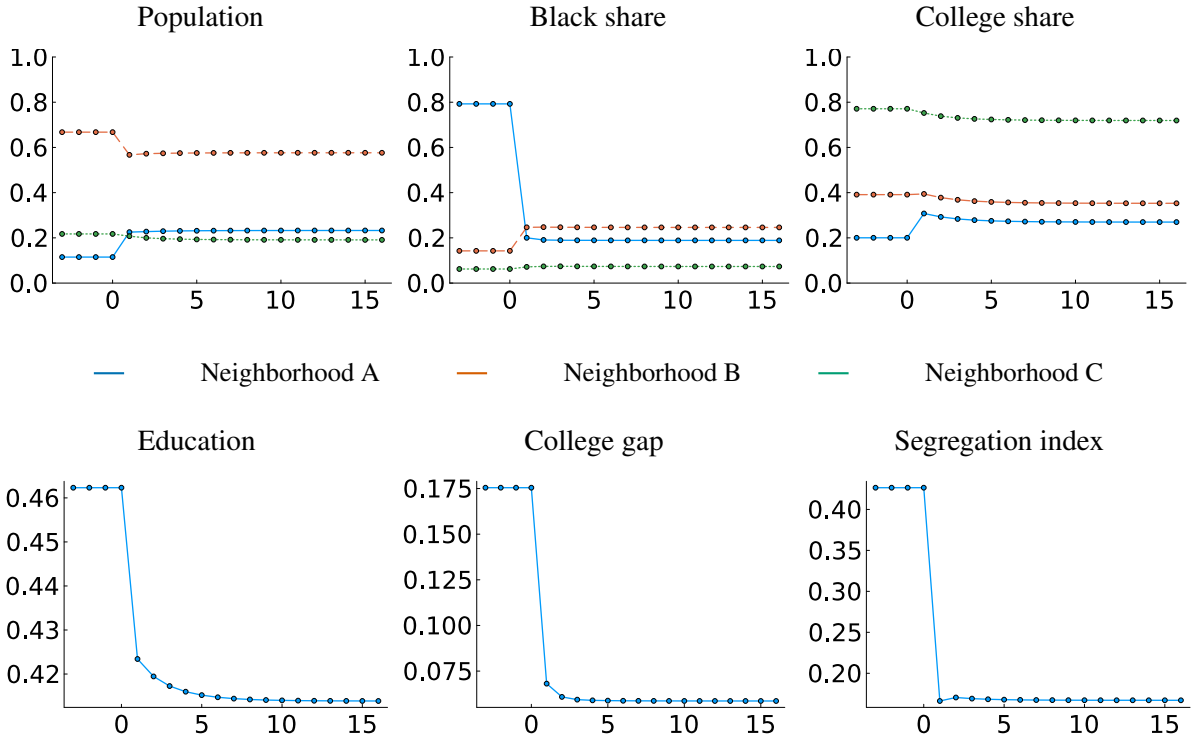 Population
Black share
College share
1.0
0.8
0.6
0.4
0.2
0.0
0 5 10 15
1.0
0.8
0.6
0.4
0.2
0.0
0 5 10 15
1.0
0.8
0.6
0.4
0.2
0.0
0 5 10 15
Neighborhood A
Neighborhood B
Neighborhood C
Education
College gap
Segregation index
0.46
0.45
0.44
0.43
0.42
0 5 10 15
0.175
0.150
0.125
0.100
0.075
0 5 10 15
0.40
0.35
0.30
0.25
0.20
0 5 10 15